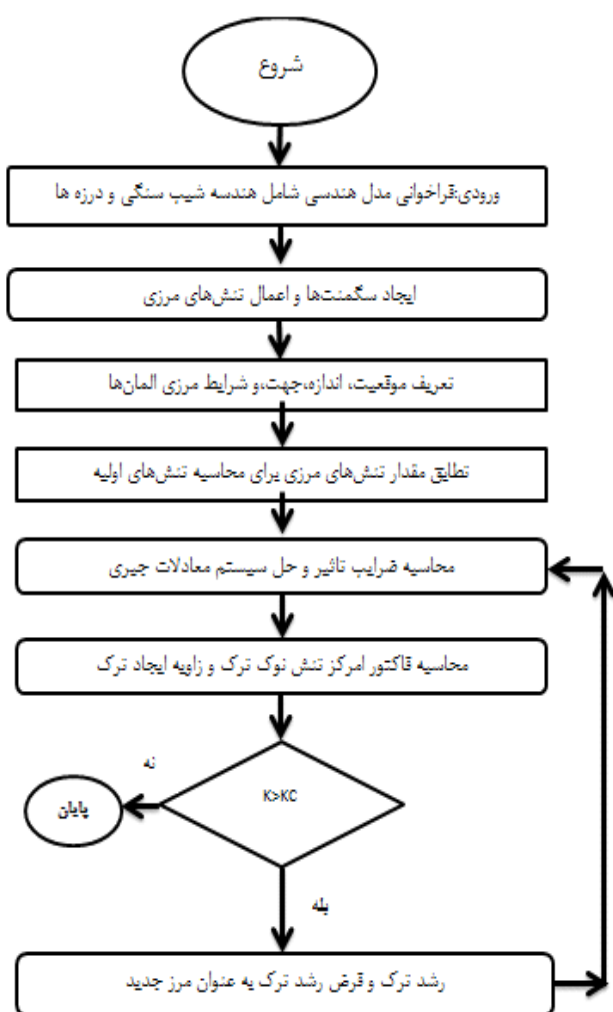 شروع
ورودی:فراخوانی مدل هندسی شامل هندسه شیب سنگی و درزه ها
ایجاد سگمنت‌ها و اعمال تنش‌های مرزی
تعریف موقعیت، اندازه،جهت،و شرایط مرزی المان‌ها
تطابق مقدار تنش‌های مرزی برای محاسبه تنش‌های اولیه
محاسبه ضرایب تاثیر و حل سیستم معادلات جبری
محاسبه فاکتور امرکز تنش نوک ترک و زاویه ایجاد ترک
K>KC
نه
پایان
بله
رشد ترک و فرض رشد ترک به عنوان مرز جدید